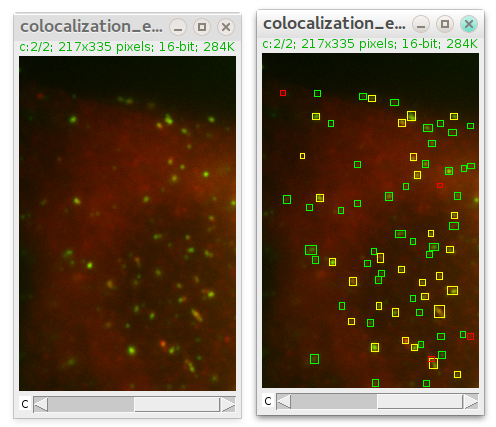 colocalization_e...
c:2/2; 217x335 pixels; 16-bit; 284K
c
colocalization_e...
c:2/2; 217x335 pixels; 16-bit; 284K
c